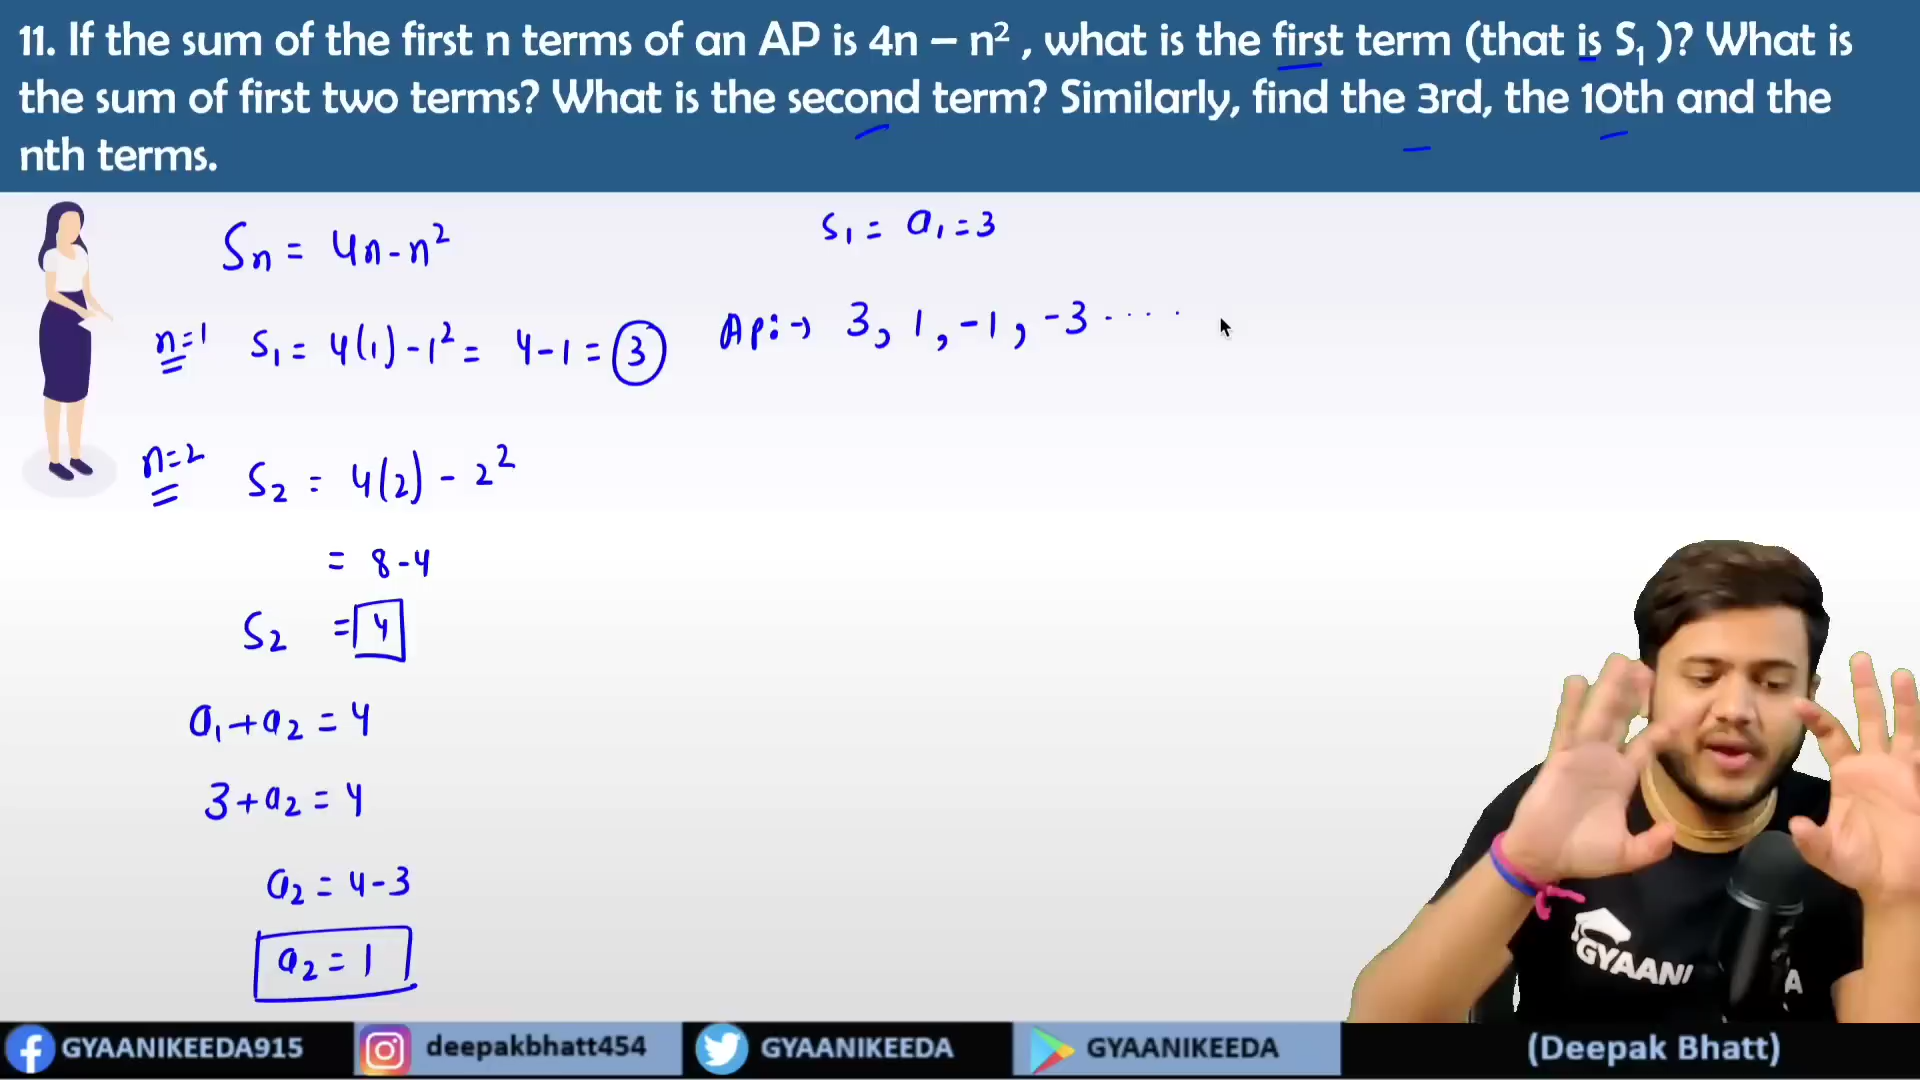 11. If the sum of the first n terms of an AP is 4n – n², what is the first term (that is S₁ )? What is
the sum of first two terms? What is the second term? Similarly, find the 3rd, the 10th and the
nth terms.
Sn = 4n-n²
n=1 S₁ = 4(1)-1² = 4-1 = 3
n=2 S₂ = 4(2) - 2²
= 8-4
S₂ = 4
a₁+a₂ = 4
3+a₂ = 4
a₂ = 4-3
a₂ = 1
S₁ = a₁ = 3
AP:→ 3, 1, -1, -3 .....
GYAANI A
GYAANIKEEDA915
deepakbhatt454
GYAANIKEEDA
GYAANIKEEDA
(Deepak Bhatt)